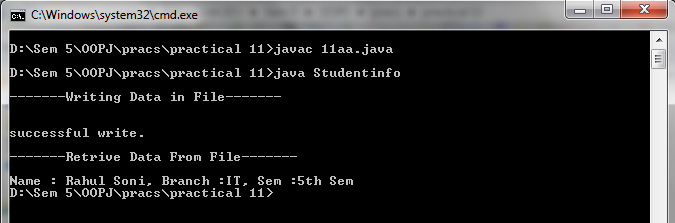 C:\Windows\system32\cmd.exe
D:\Sem 5\OOPJ\pracs\practical 11>javac 11aa.java
D:\Sem 5\OOPJ\pracs\practical 11>java Studentinfo
-------Writing Data in File-------
successful write.
-------Retrive Data From File-------
Name : Rahul Soni, Branch :IT, Sem :5th Sem
D:\Sem 5\OOPJ\pracs\practical 11>